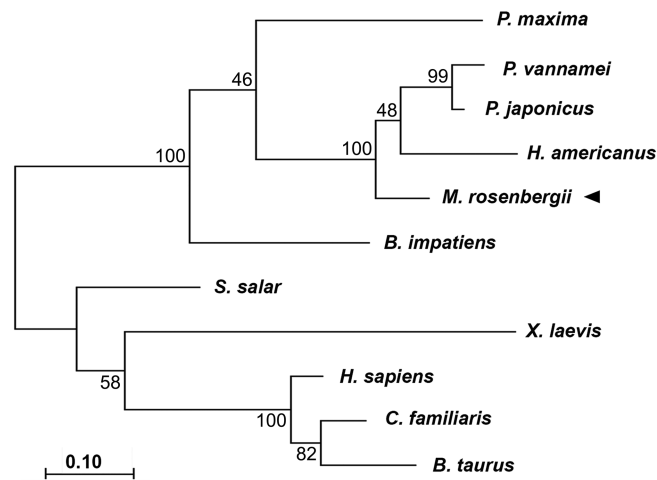 P. maxima
46
P. vannamei
99
P. japonicus
48
100
H. americanus
100
M. rosenbergii
B. impatiens
S. salar
X. laevis
58
H. sapiens
100
C. familiaris
82
0.10
B. taurus